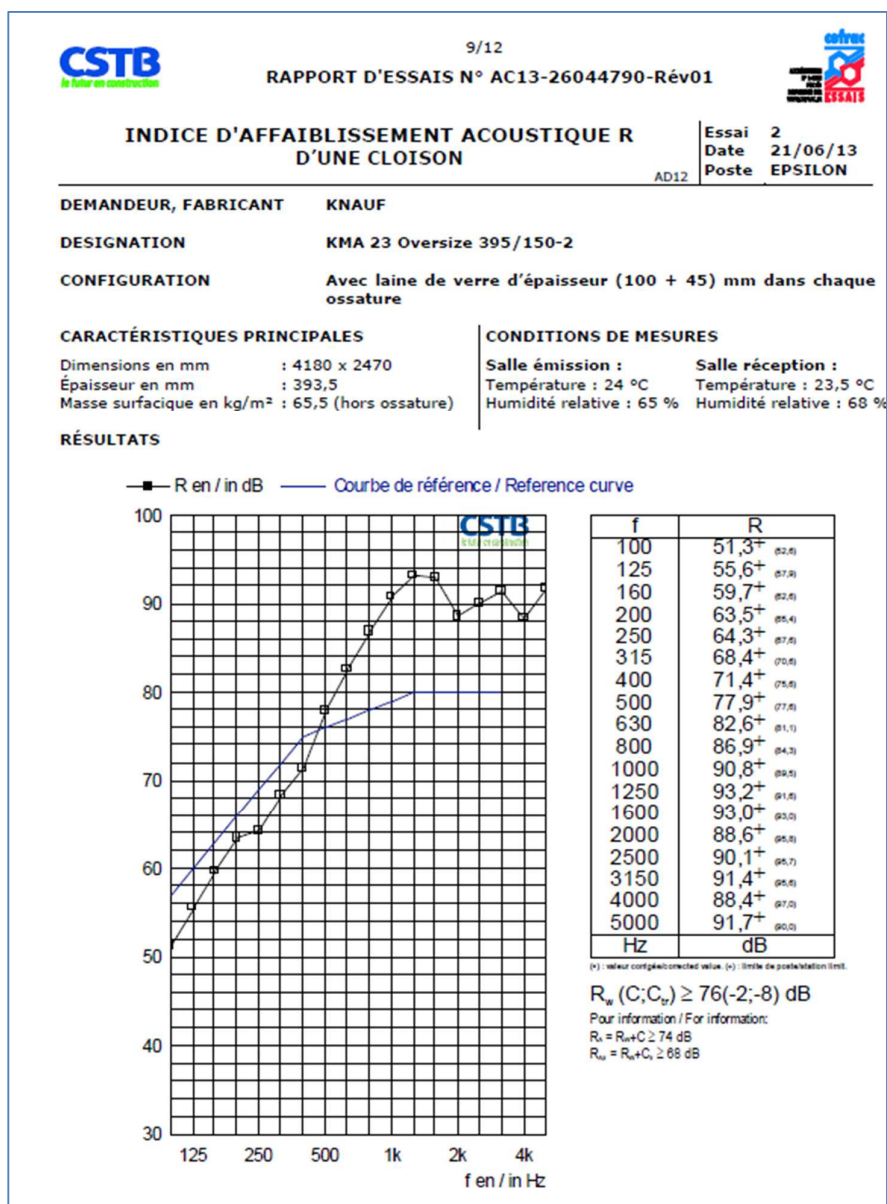 CSTB
le futur en construction
9/12
RAPPORT D'ESSAIS N° AC13-26044790-Rév01
cofrac
ESSAIS
INDICE D'AFFAIBLISSEMENT ACOUSTIQUE R
D'UNE CLOISON
AD12
Essai 2
Date 21/06/13
Poste EPSILON
DEMANDEUR, FABRICANT KNAUF
DESIGNATION KMA 23 Oversize 395/150-2
CONFIGURATION Avec laine de verre d'épaisseur (100 + 45) mm dans chaque
ossature
CARACTÉRISTIQUES PRINCIPALES
Dimensions en mm : 4180 x 2470
Épaisseur en mm : 393,5
Masse surfacique en kg/m² : 65,5 (hors ossature)
CONDITIONS DE MESURES
Salle émission : Salle réception :
Température : 24 °C Température : 23,5 °C
Humidité relative : 65 % Humidité relative : 68 %
RÉSULTATS
R en / in dB Courbe de référence / Reference curve
CSTB
100
90
80
70
60
50
40
30
125 250 500 1k 2k 4k
f en / in Hz
f R
100 51,3+
125 55,6+
160 59,7+
200 63,5+
250 64,3+
315 68,4+
400 71,4+
500 77,9+
630 82,6+
800 86,9+
1000 90,8+
1250 93,2+
1600 93,0+
2000 88,6+
2500 90,1+
3150 91,4+
4000 88,4+
5000 91,7+
Hz dB
(*) : valeur corrigée/corrected value. (+) : limite de poste/station limit.
Rw (C;Ctr) ≥ 76(-2;-8) dB
Pour information / For information:
RA = Rw+C ≥ 74 dB
≥ 68 dB